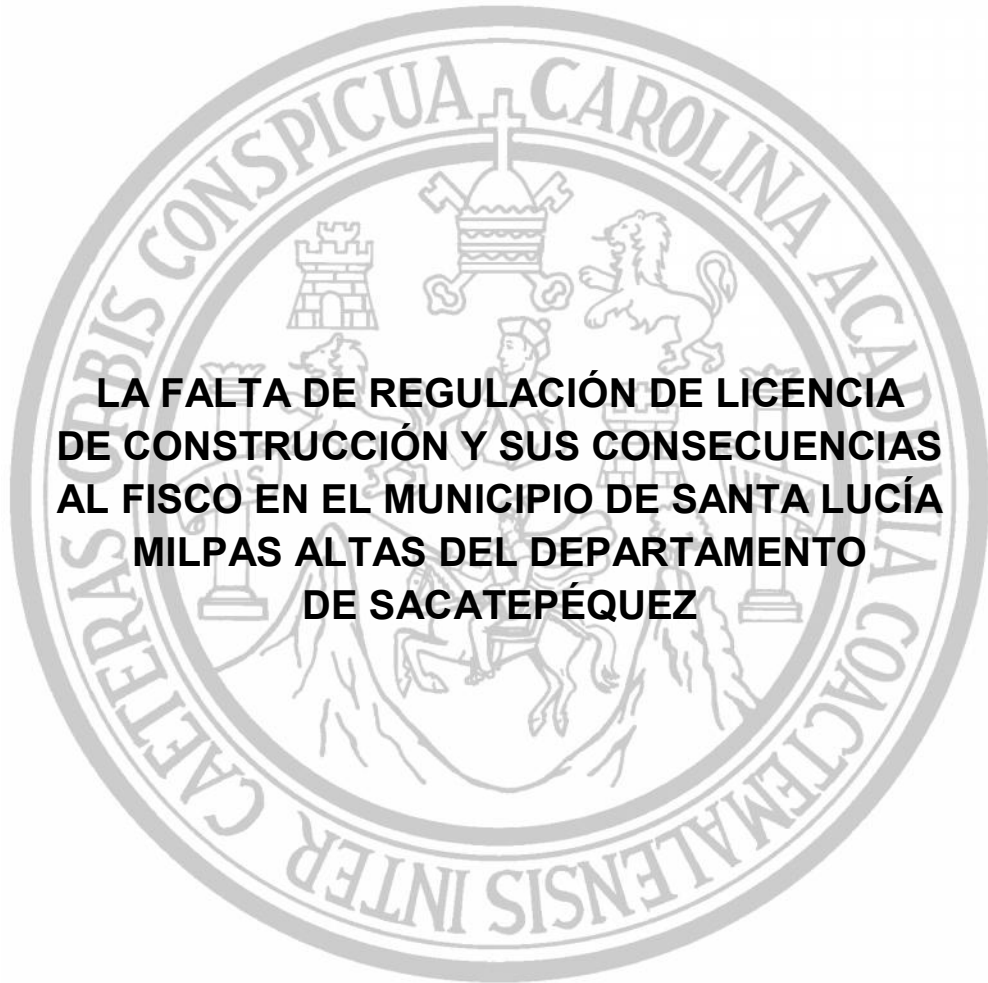 LA FALTA DE REGULACIÓN DE LICENCIA
DE CONSTRUCCIÓN Y SUS CONSECUENCIAS
AL FISCO EN EL MUNICIPIO DE SANTA LUCÍA
MILPAS ALTAS DEL DEPARTAMENTO
DE SACATEPÉQUEZ
CAETERAS ORBIS CONSPICUA CAROLINA ACADEMIA COACTEMALENSIS INTER